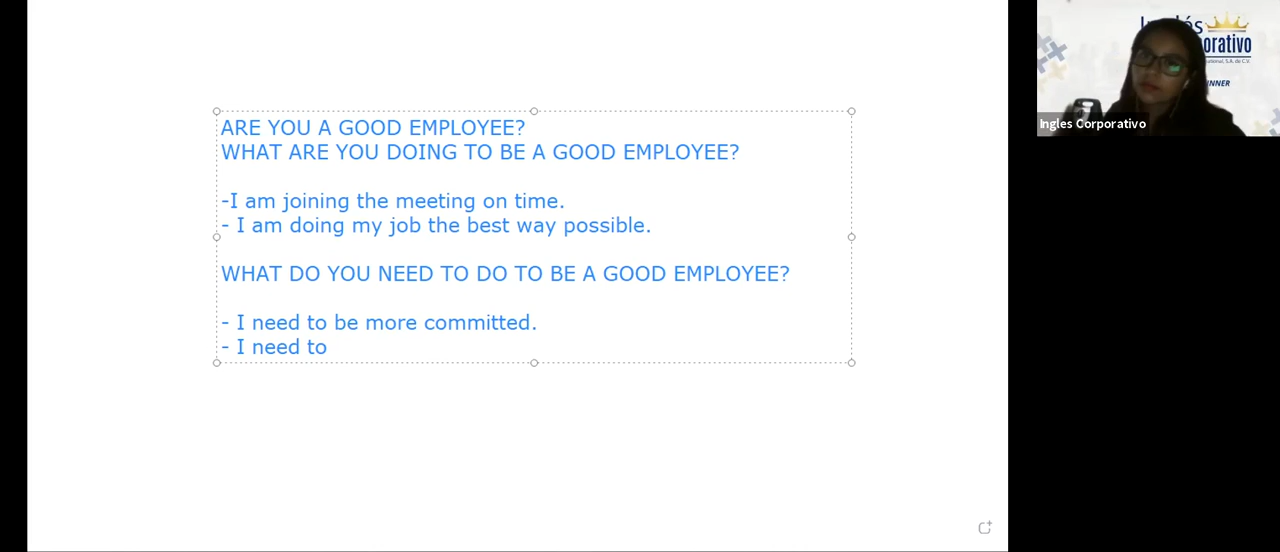 ARE YOU A GOOD EMPLOYEE?
WHAT ARE YOU DOING TO BE A GOOD EMPLOYEE?
-I am joining the meeting on time.
- I am doing my job the best way possible.
WHAT DO YOU NEED TO DO TO BE A GOOD EMPLOYEE?
- I need to be more committed.
- I need to
Ingles Corporativo